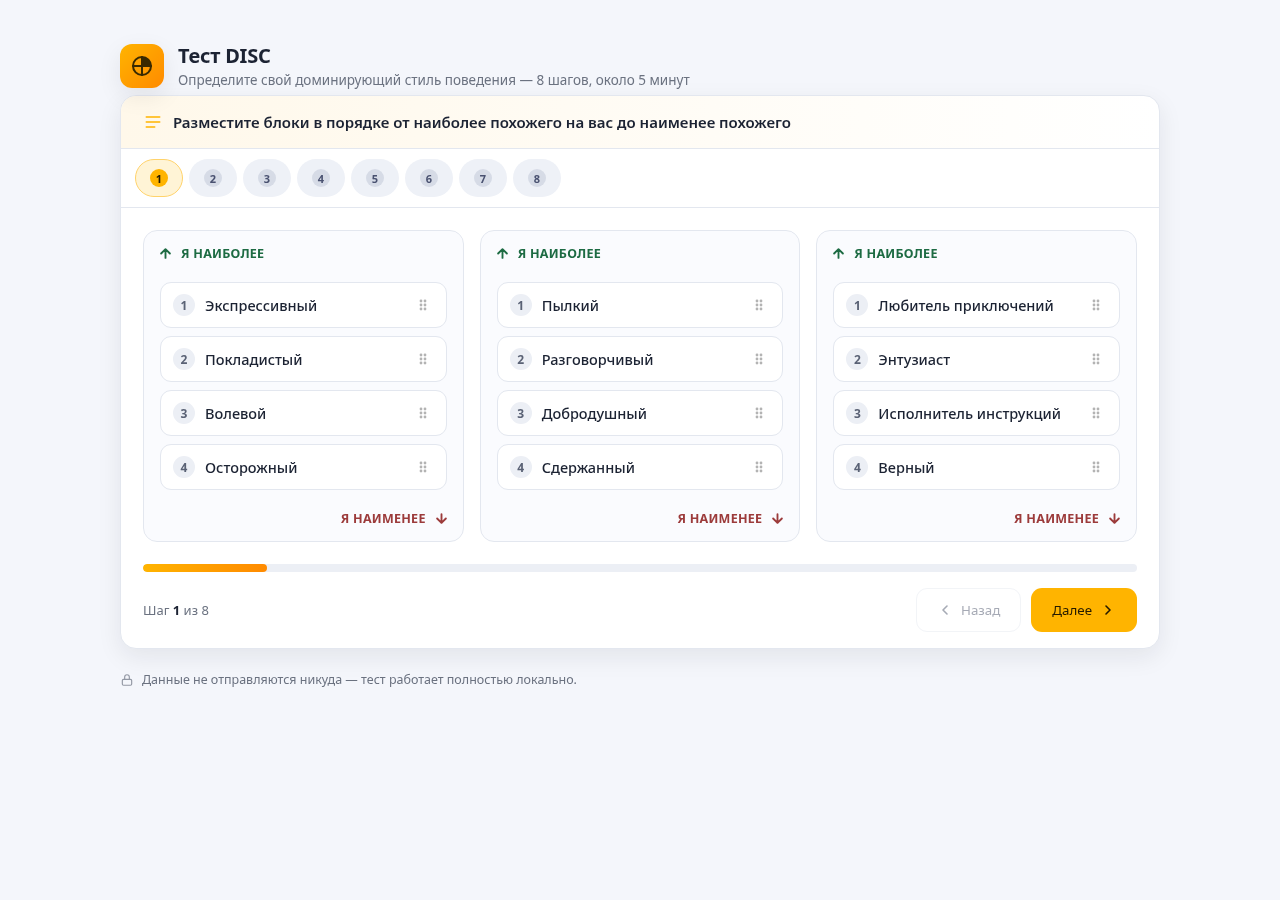 Тест DISC
Определите свой доминирующий стиль поведения — 8 шагов, около 5 минут
Разместите блоки в порядке от наиболее похожего на вас до наименее похожего
1 2 3 4 5 6 7 8
Я НАИБОЛЕЕ
1 Экспрессивный
2 Покладистый
3 Волевой
4 Осторожный
Я НАИМЕНЕЕ
Я НАИБОЛЕЕ
1 Пылкий
2 Разговорчивый
3 Добродушный
4 Сдержанный
Я НАИМЕНЕЕ
Я НАИБОЛЕЕ
1 Любитель приключений
2 Энтузиаст
3 Исполнитель инструкций
4 Верный
Я НАИМЕНЕЕ
Шаг 1 из 8
Назад
Далее
Данные не отправляются никуда — тест работает полностью локально.